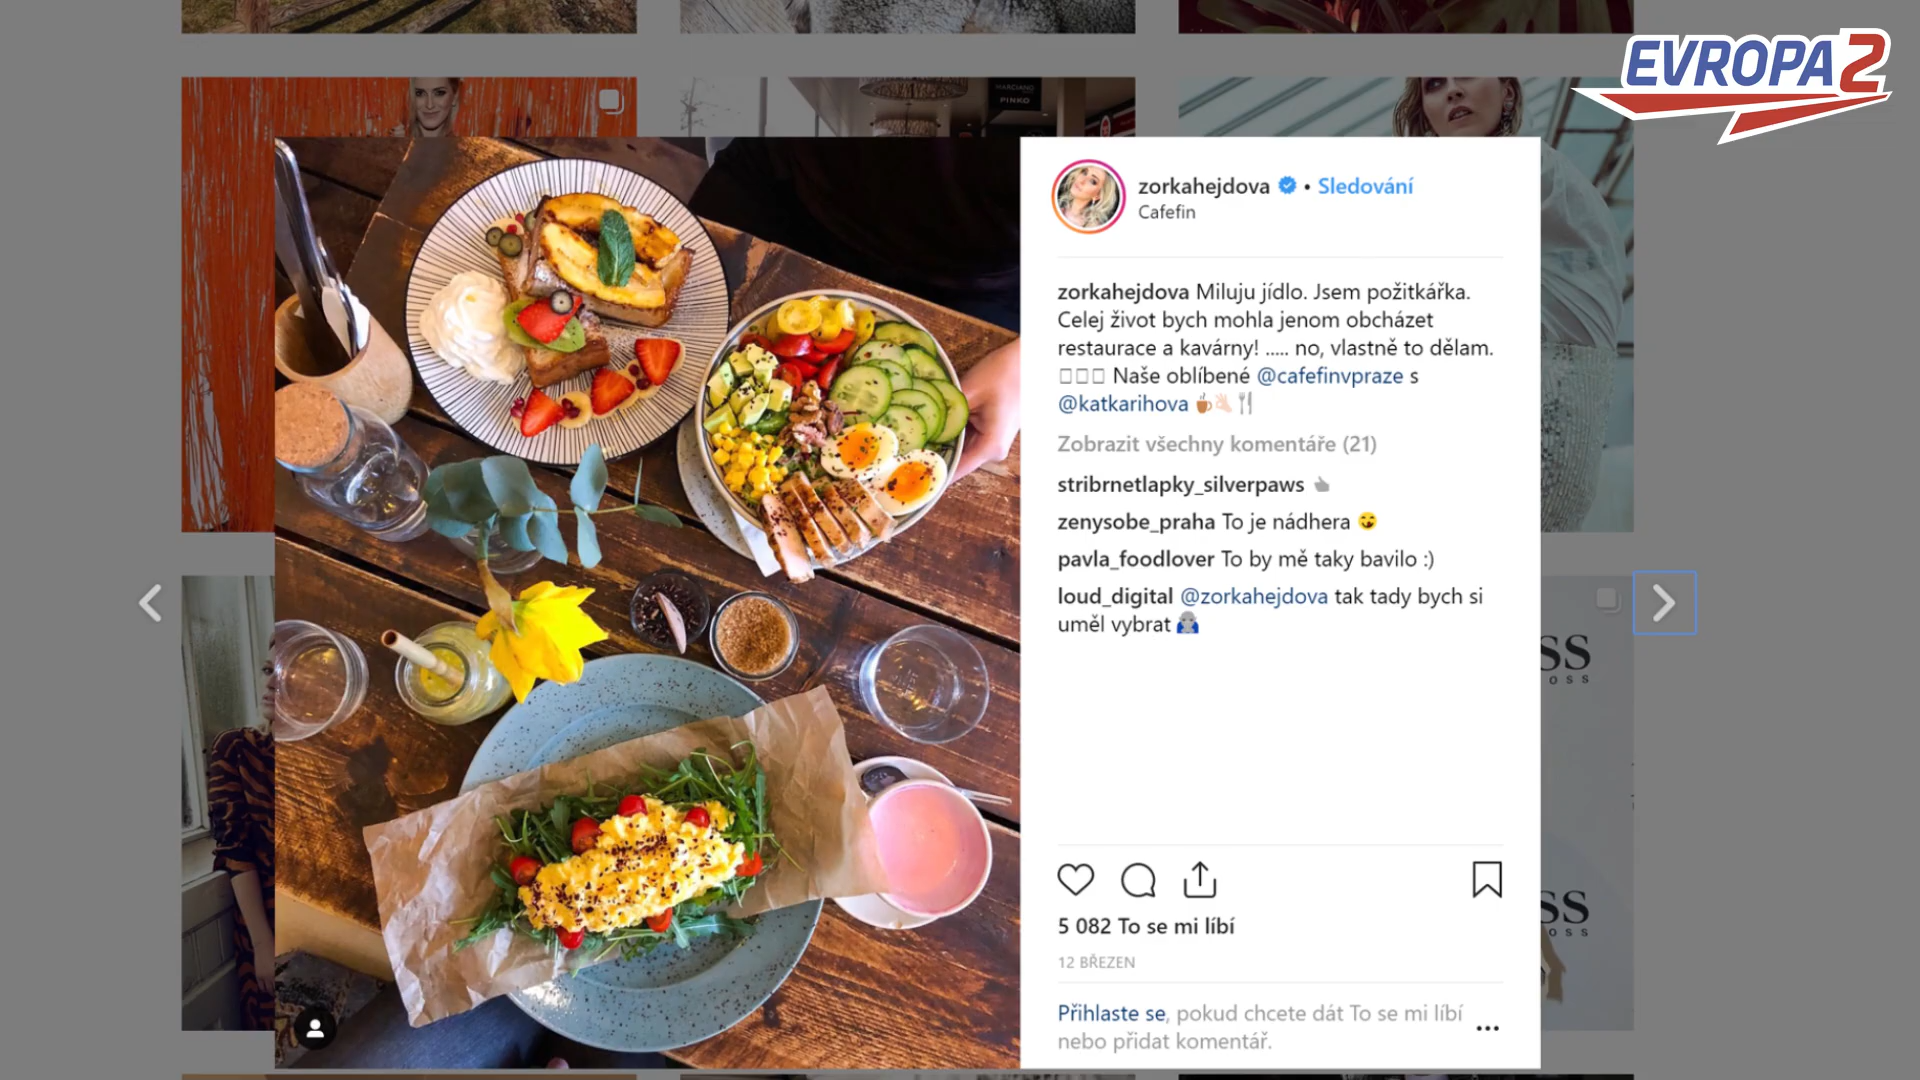 EVROPA 2
MARCIANO
PINKO
zorkahejdova • Sledování
Cafefin
zorkahejdova Miluju jídlo. Jsem požitkářka.
Celej život bych mohla jenom obcházet
restaurace a kavárny! ..... no, vlastně to dělám.
Naše oblíbené @cafefinvpraze s
@katkarihova
Zobrazit všechny komentáře (21)
stribrnetlapky_silverpaws
zenysobe_praha To je nádhera
pavla_foodlover To by mě taky bavilo :)
loud_digital @zorkahejdova tak tady bych si
uměl vybrat
5 082 To se mi líbí
12 BŘEZEN
Přihlaste se, pokud chcete dát To se mi líbí
nebo přidat komentář.